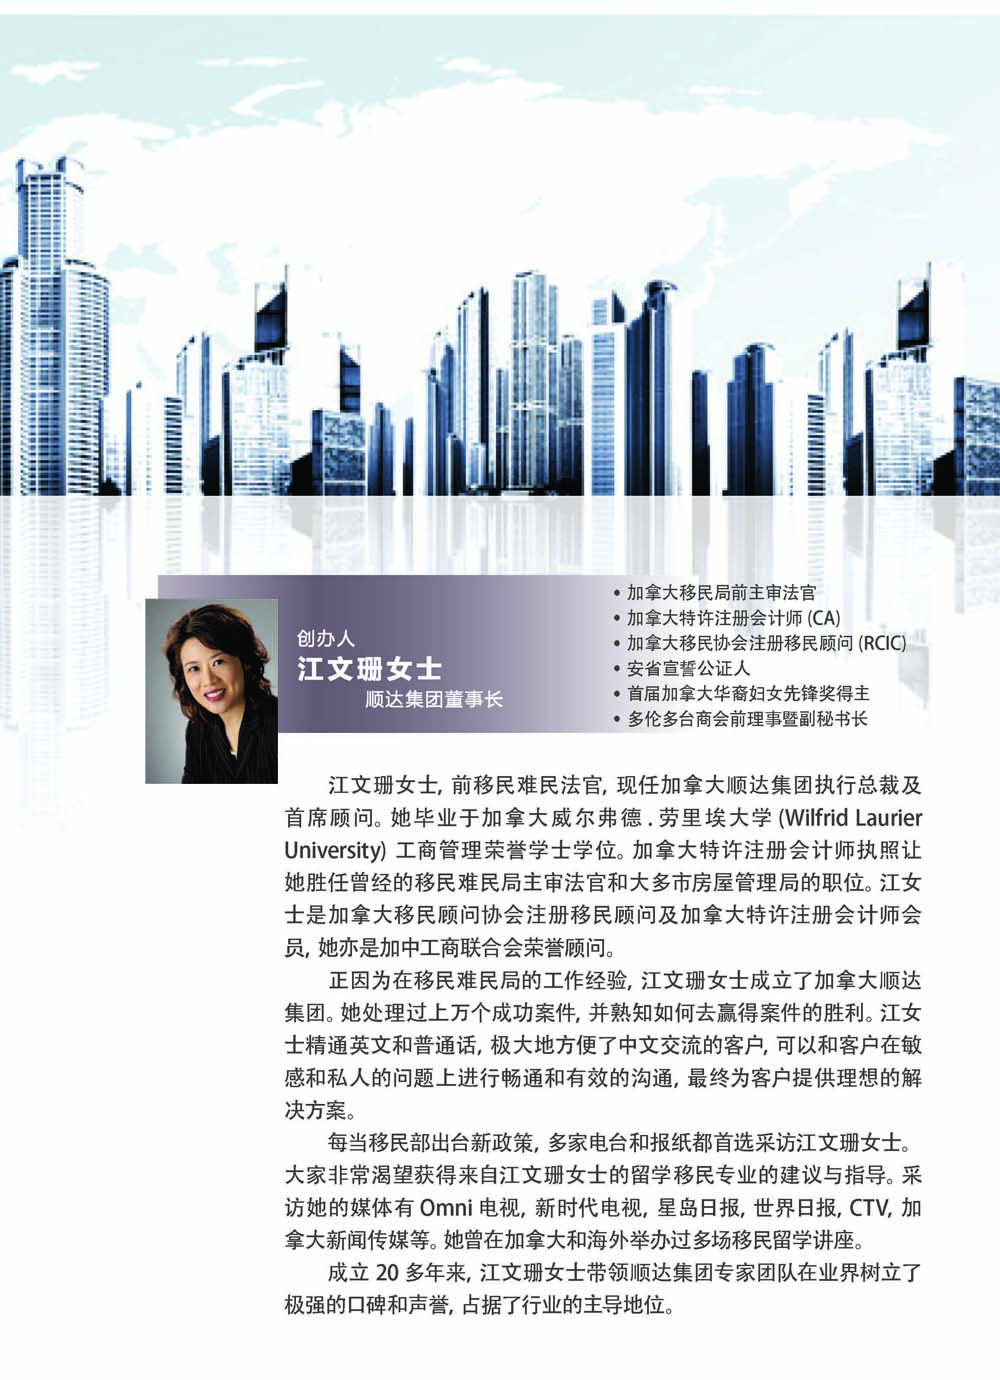 创办人
江文珊女士
顺达集团董事长
• 加拿大移民局前主审法官
• 加拿大特许注册会计师 (CA)
• 加拿大移民协会注册移民顾问 (RCIC)
• 安省宣誓公证人
• 首届加拿大华裔妇女先锋奖得主
• 多伦多台商会前理事暨副秘书长
江文珊女士, 前移民难民法官, 现任加拿大顺达集团执行总裁及
首席顾问。她毕业于加拿大威尔弗德 . 劳里埃大学 (Wilfrid Laurier
University) 工商管理荣誉学士学位。加拿大特许注册会计师执照让
她胜任曾经的移民难民局主审法官和大多市房屋管理局的职位。江女
士是加拿大移民顾问协会注册移民顾问及加拿大特许注册会计师会
员, 她亦是加中工商联合会荣誉顾问。
正因为在移民难民局的工作经验, 江文珊女士成立了加拿大顺达
集团。她处理过上万个成功案件, 并熟知如何去赢得案件的胜利。江女
士精通英文和普通话, 极大地方便了中文交流的客户, 可以和客户在敏
感和私人的问题上进行畅通和有效的沟通, 最终为客户提供理想的解
决方案。
每当移民部出台新政策, 多家电台和报纸都首选采访江文珊女士。
大家非常渴望获得来自江文珊女士的留学移民专业的建议与指导。采
访她的媒体有 Omni 电视, 新时代电视, 星岛日报, 世界日报, CTV, 加
拿大新闻传媒等。她曾在加拿大和海外举办过多场移民留学讲座。
成立 20 多年来, 江文珊女士带领顺达集团专家团队在业界树立了
极强的口碑和声誉, 占据了行业的主导地位。